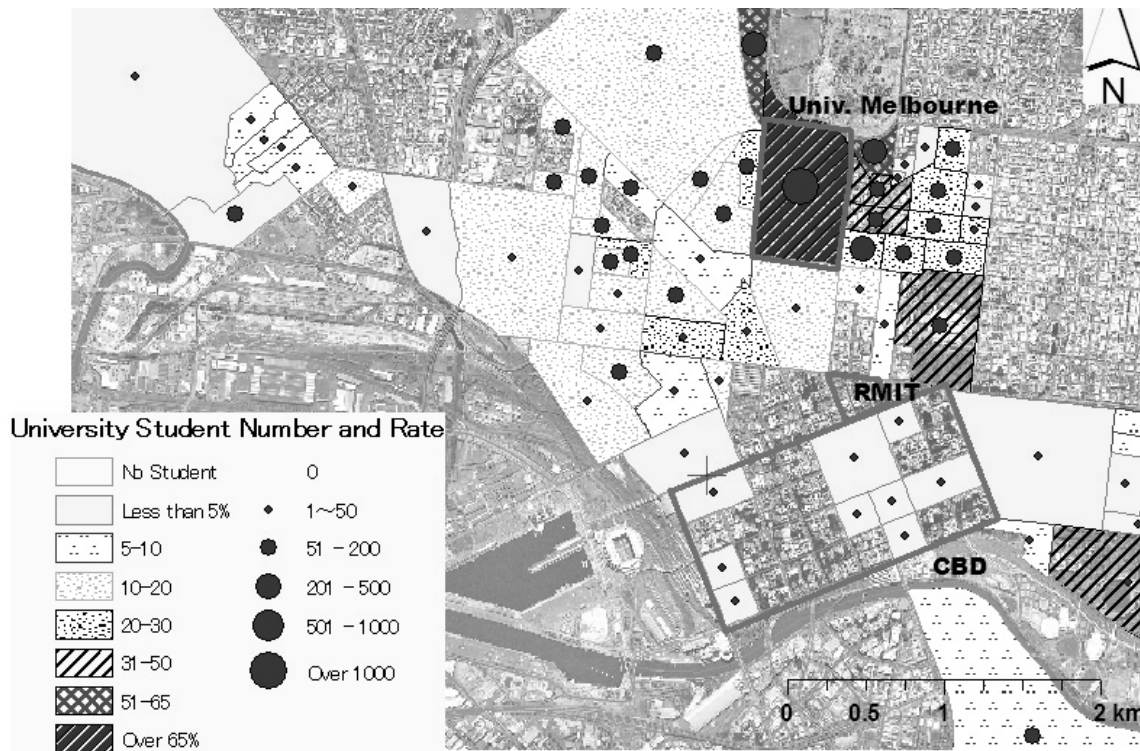 N
Univ. Melbourne
RMIT
CBD
0 0.5 1 2 km
University Student Number and Rate
No Student 0
Less than 5% 1~50
5-10 51 - 200
10-20 201 - 500
20-30 501 - 1000
31-50 Over 1000
51-65
Over 65%